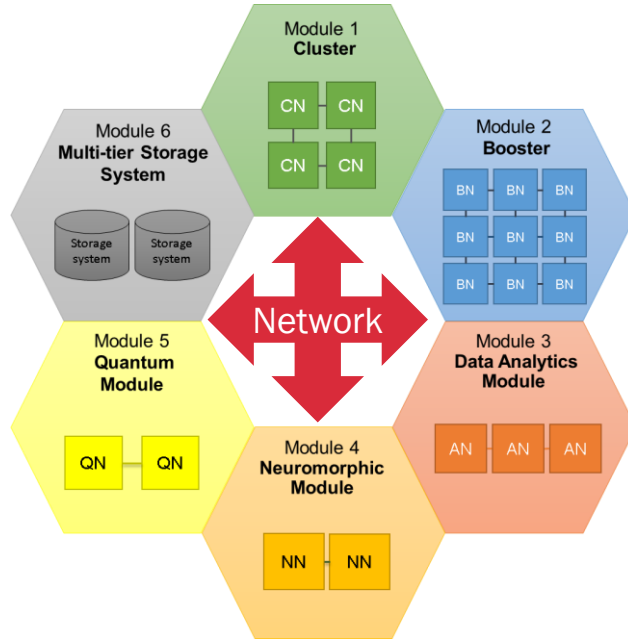 Module 1
Cluster
CN CN
CN CN
Module 2
Booster
BN BN BN
BN BN BN
BN BN BN
Module 3
Data Analytics
Module
AN AN AN
Module 4
Neuromorphic
Module
NN NN
Module 5
Quantum
Module
QN QN
Module 6
Multi-tier Storage
System
Storage
system
Storage
system
Network